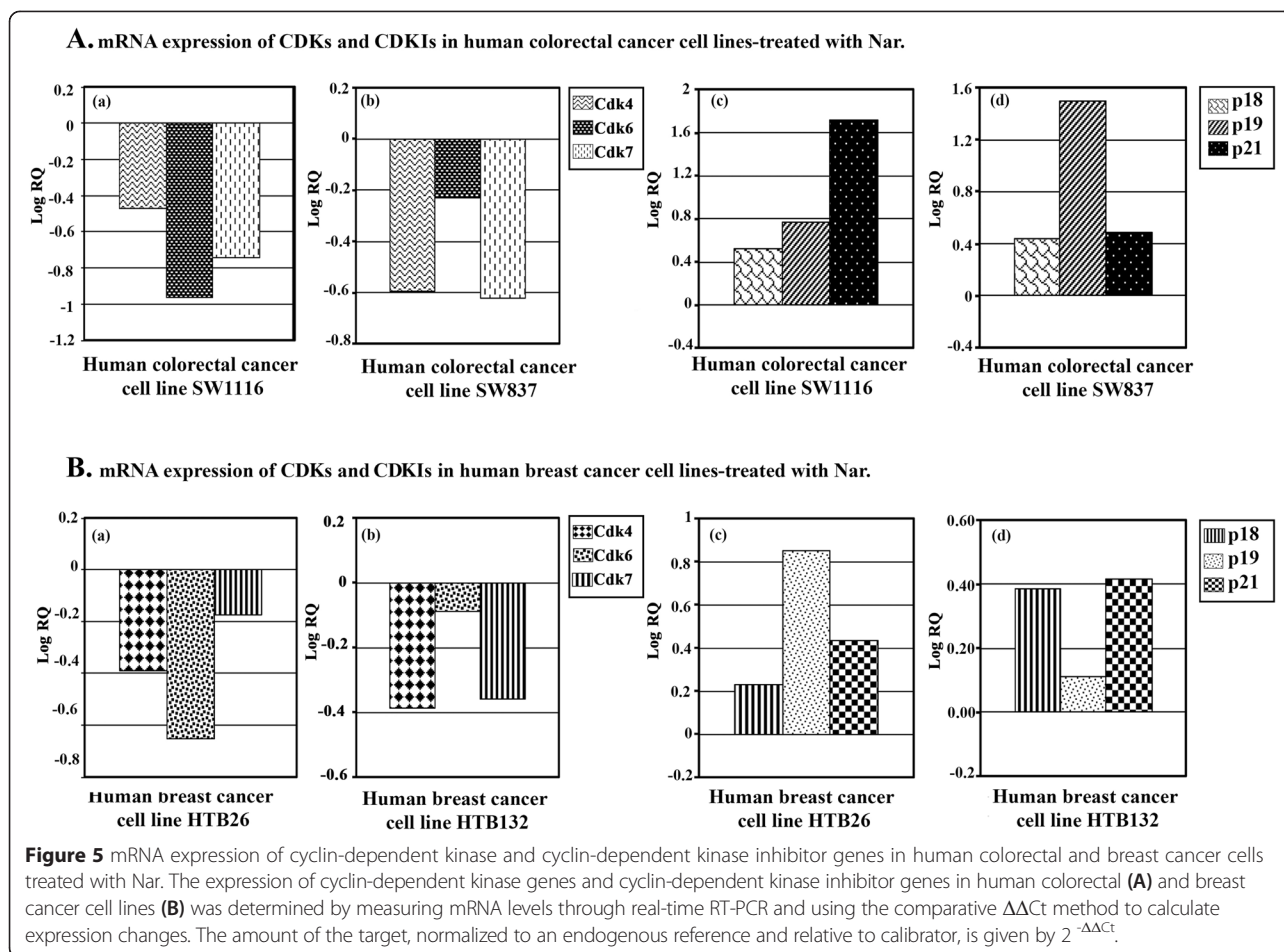 A. mRNA expression of CDKs and CDKIs in human colorectal cancer cell lines-treated with Nar.
0.2
0
-0.2
-0.4
-0.6
-0.8
-1
-1.2
Log RQ
(a)
Human colorectal cancer
cell line SW1116
0.2
0
-0.2
-0.4
-0.6
-0.8
Log RQ
(b)
Human colorectal cancer
cell line SW837
Cdk4
Cdk6
Cdk7
2
1.6
1.2
0.8
0.4
0
-0.4
Log RQ
(c)
Human colorectal cancer
cell line SW1116
1.6
1.2
0.8
0.4
0
-0.4
Log RQ
(d)
Human colorectal cancer
cell line SW837
p18
p19
p21
B. mRNA expression of CDKs and CDKIs in human breast cancer cell lines-treated with Nar.
0.2
0
-0.2
-0.4
-0.6
-0.8
Log RQ
(a)
Human breast cancer
cell line HTB26
0.2
0
-0.2
-0.4
-0.6
Log RQ
(b)
Human breast cancer
cell line HTB132
Cdk4
Cdk6
Cdk7
1
0.8
0.6
0.4
0.2
0
-0.2
Log RQ
(c)
Human breast cancer
cell line HTB26
0.60
0.40
0.20
0.00
-0.2
Log RQ
(d)
Human breast cancer
cell line HTB132
p18
p19
p21
Figure 5 mRNA expression of cyclin-dependent kinase and cyclin-dependent kinase inhibitor genes in human colorectal and breast cancer cells
treated with Nar. The expression of cyclin-dependent kinase genes and cyclin-dependent kinase inhibitor genes in human colorectal (A) and breast
cancer cell lines (B) was determined by measuring mRNA levels through real-time RT-PCR and using the comparative ΔΔCt method to calculate
expression changes. The amount of the target, normalized to an endogenous reference and relative to calibrator, is given by 2 -ΔΔCt.